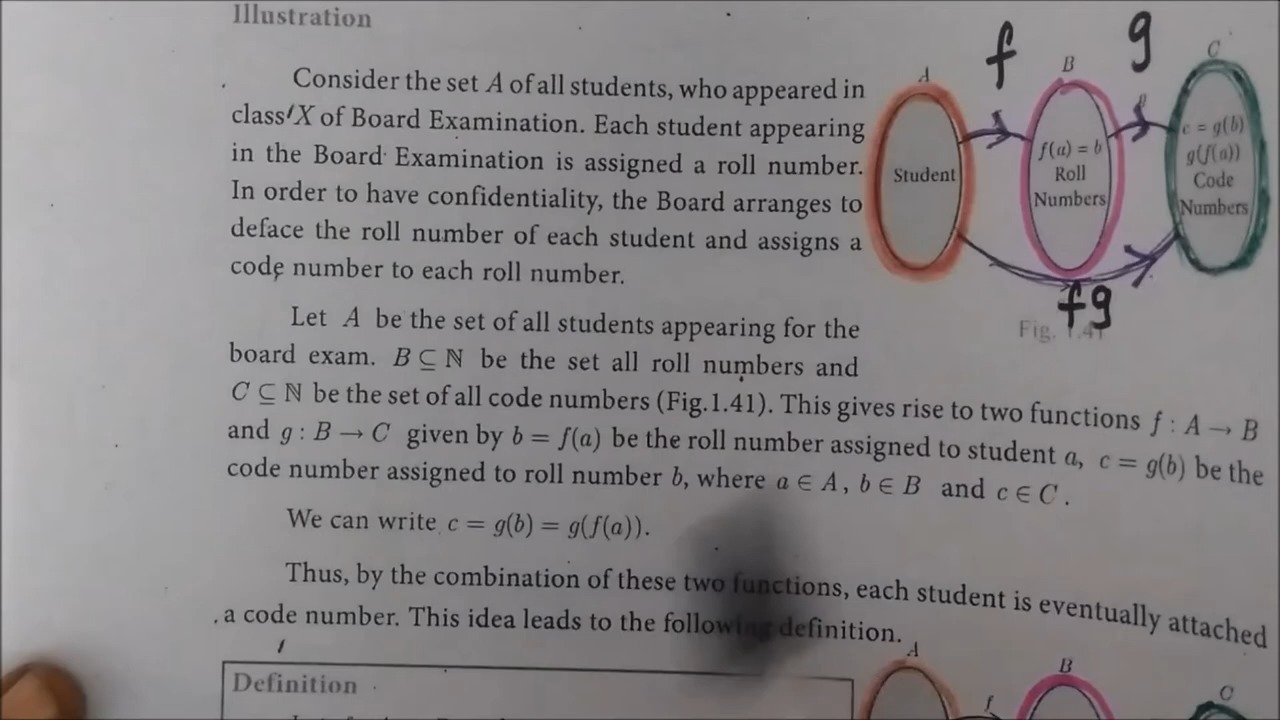 Illustration
Consider the set A of all students, who appeared in
class X of Board Examination. Each student appearing
in the Board Examination is assigned a roll number.
In order to have confidentiality, the Board arranges to
deface the roll number of each student and assigns a
code number to each roll number.
f
g
A
B
C
Student
f(a) = b
Roll
Numbers
c = g(b)
g(f(a))
Code
Numbers
fg
Fig. 1.41
Let A be the set of all students appearing for the
board exam. B ⊆ ℕ be the set all roll numbers and
C ⊆ ℕ be the set of all code numbers (Fig.1.41). This gives rise to two functions f : A → B
and g : B → C given by b = f(a) be the roll number assigned to student a, c = g(b) be the
code number assigned to roll number b, where a ∈ A, b ∈ B and c ∈ C.
We can write c = g(b) = g(f(a)).
Thus, by the combination of these two functions, each student is eventually attached
a code number. This idea leads to the following definition.
Definition
A
B
C
f